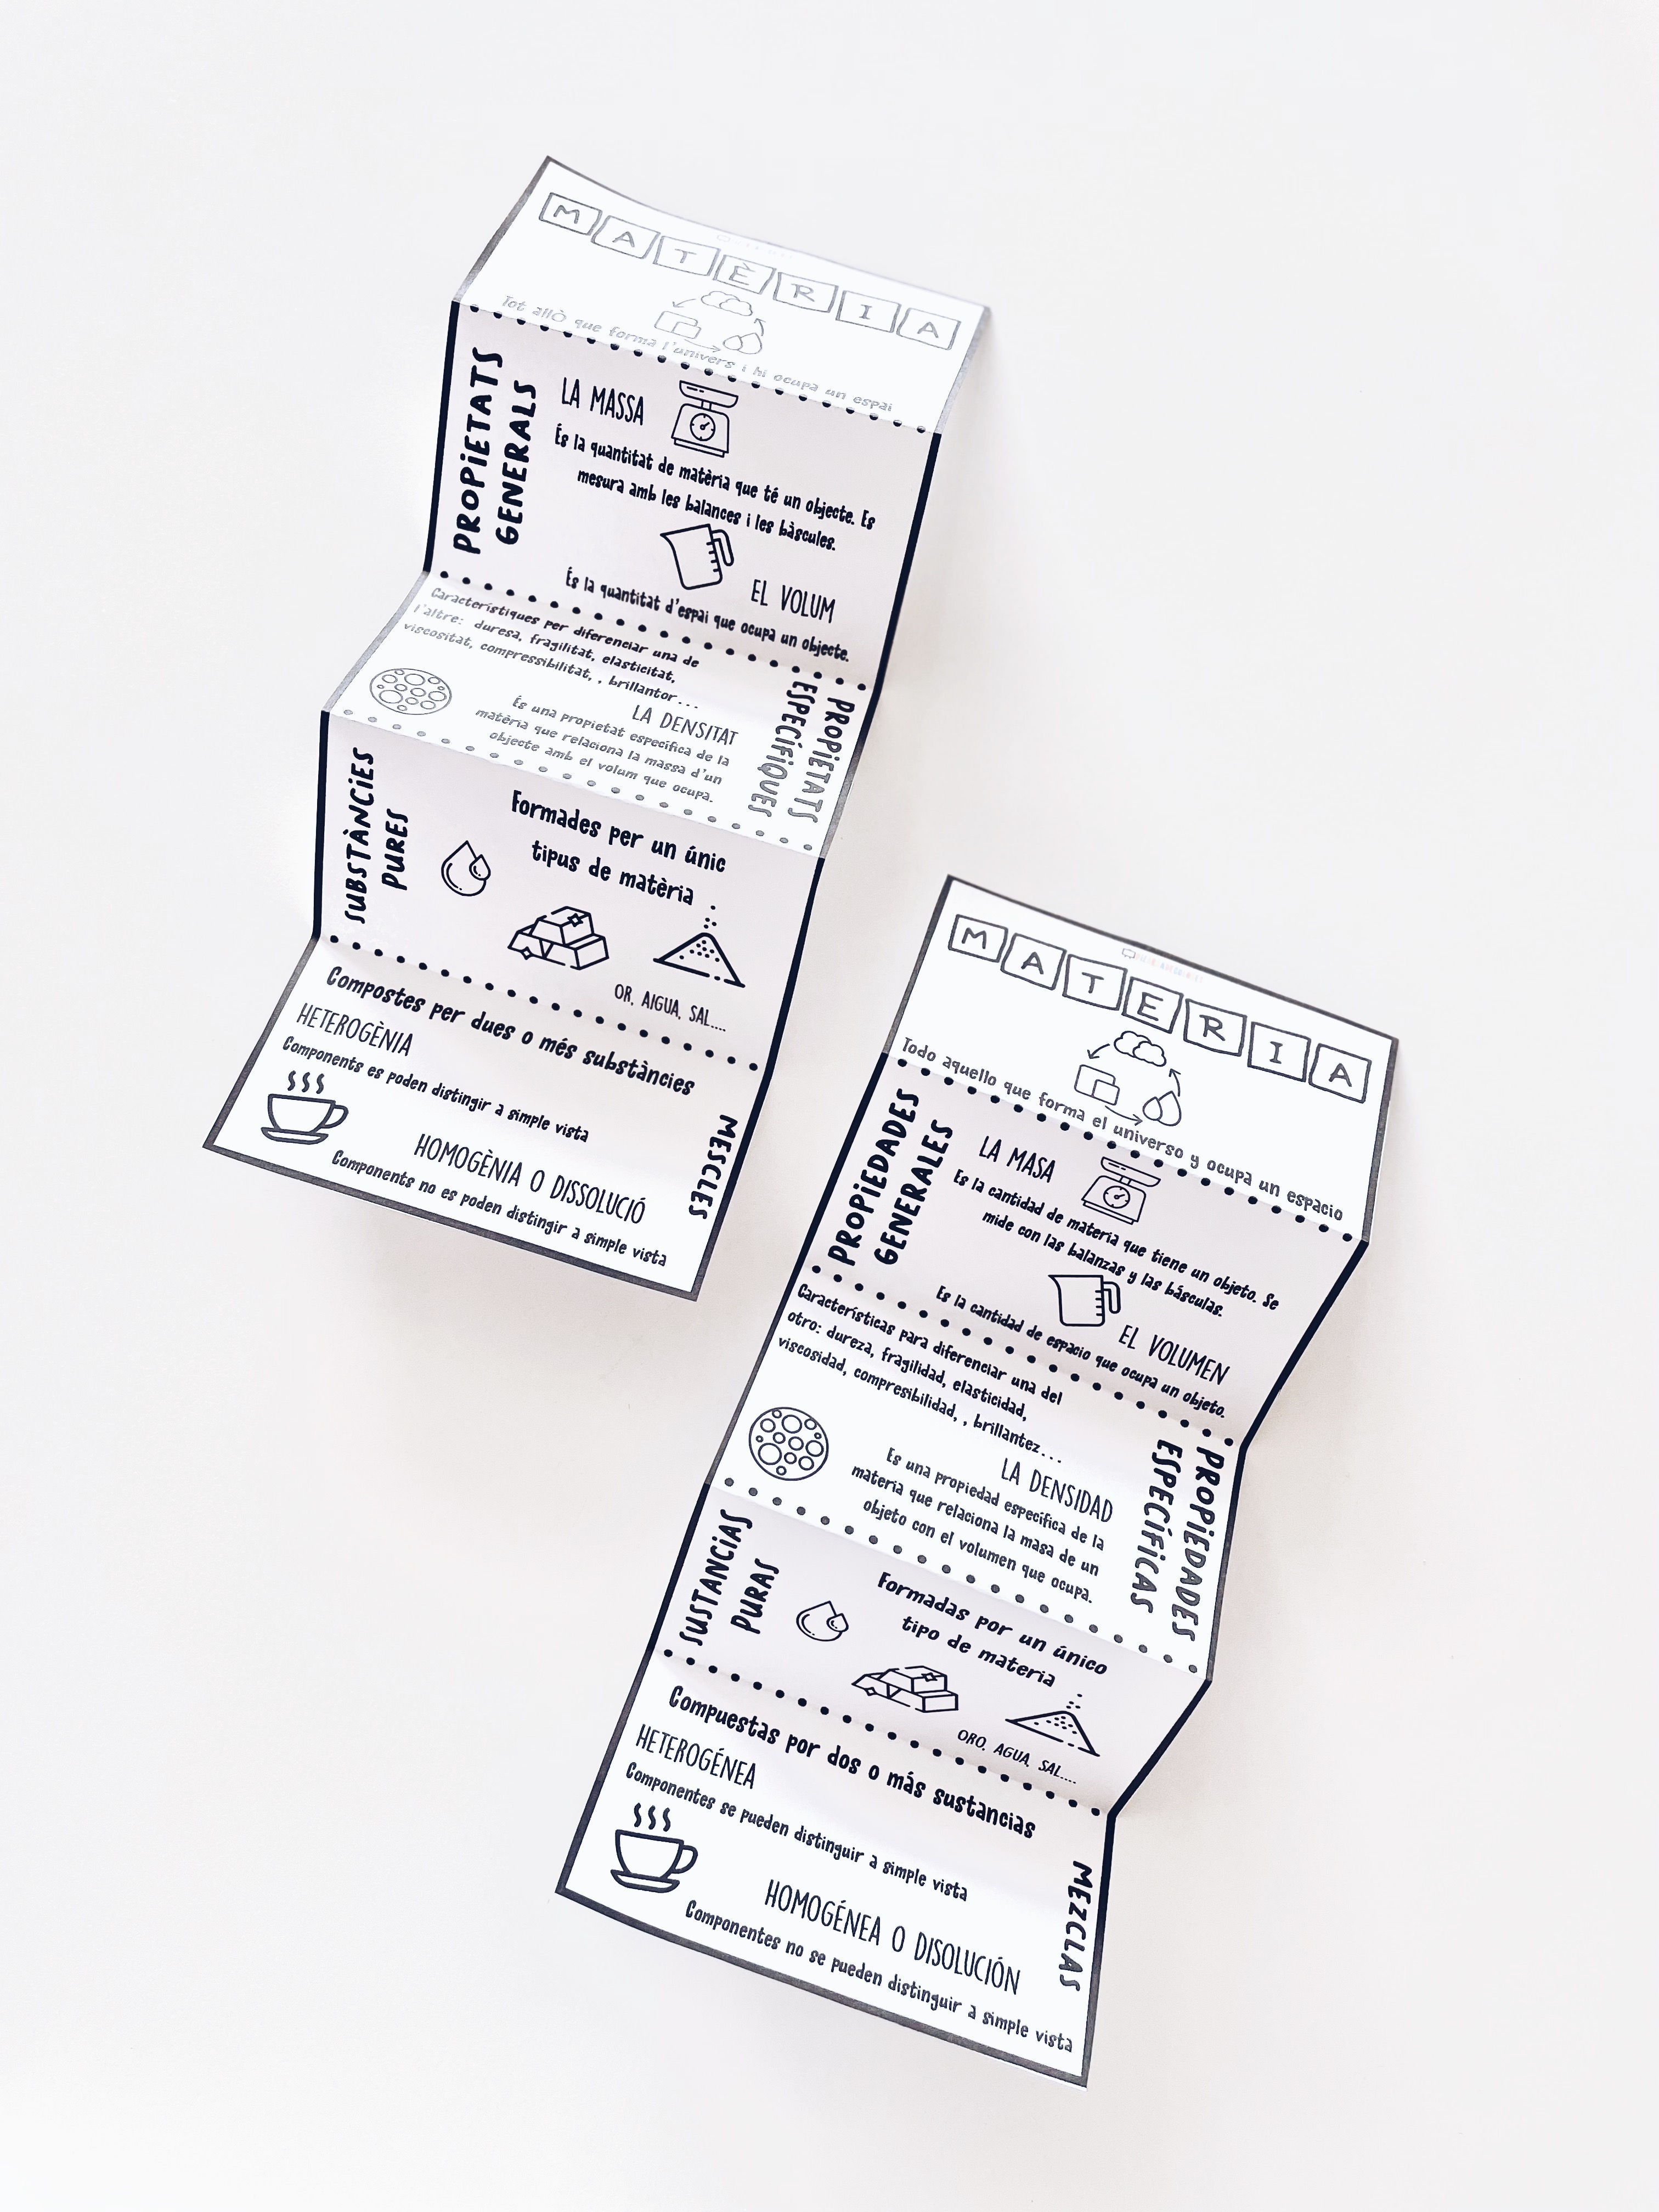 MATÈRIA
Tot allò que forma l'univers i hi ocupa un espai
PROPiETATS
GENERALS
LA MASSA
És la quantitat de matèria que té un objecte. Es
mesura amb les balances i les bàscules.
EL VOLUM
És la quantitat d'espai que ocupa un objecte.
Característiques per diferenciar una de
l'altre: duresa, fragilitat, elasticitat,
viscositat, compressibilitat, , brillantor...
LA DENSITAT
És una propietat específica de la
matèria que relaciona la massa d'un
objecte amb el volum que ocupa.
PROPiETATS
ESPECíFiQUES
SUBSTÀNCiES
PURES
Formades per un únic
tipus de matèria
OR, AIGUA, SAL....
Compostes per dues o més substàncies
HETEROGÈNIA
Components es poden distingir a simple vista
HOMOGÈNIA O DISSOLUCIÓ
Components no es poden distingir a simple vista
MESCLES
MATERIA
Todo aquello que forma el universo y ocupa un espacio
PROPiEDADES
GENERALES
LA MASA
Es la cantidad de materia que tiene un objeto. Se
mide con las balanzas y las básculas.
EL VOLUMEN
Es la cantidad de espacio que ocupa un objeto.
Características para diferenciar una del
otro: dureza, fragilidad, elasticidad,
viscosidad, compresibilidad, , brillantez...
LA DENSIDAD
Es una propiedad específica de la
materia que relaciona la masa de un
objeto con el volumen que ocupa.
PROPiEDADES
ESPECÍFiCAS
SUSTANCiAS
PURAS
Formadas por un único
tipo de materia
ORO, AGUA, SAL....
Compuestas por dos o más sustancias
HETEROGÉNEA
Componentes se pueden distinguir a simple vista
HOMOGÉNEA O DISOLUCIÓN
Componentes no se pueden distinguir a simple vista
MEZCLAS